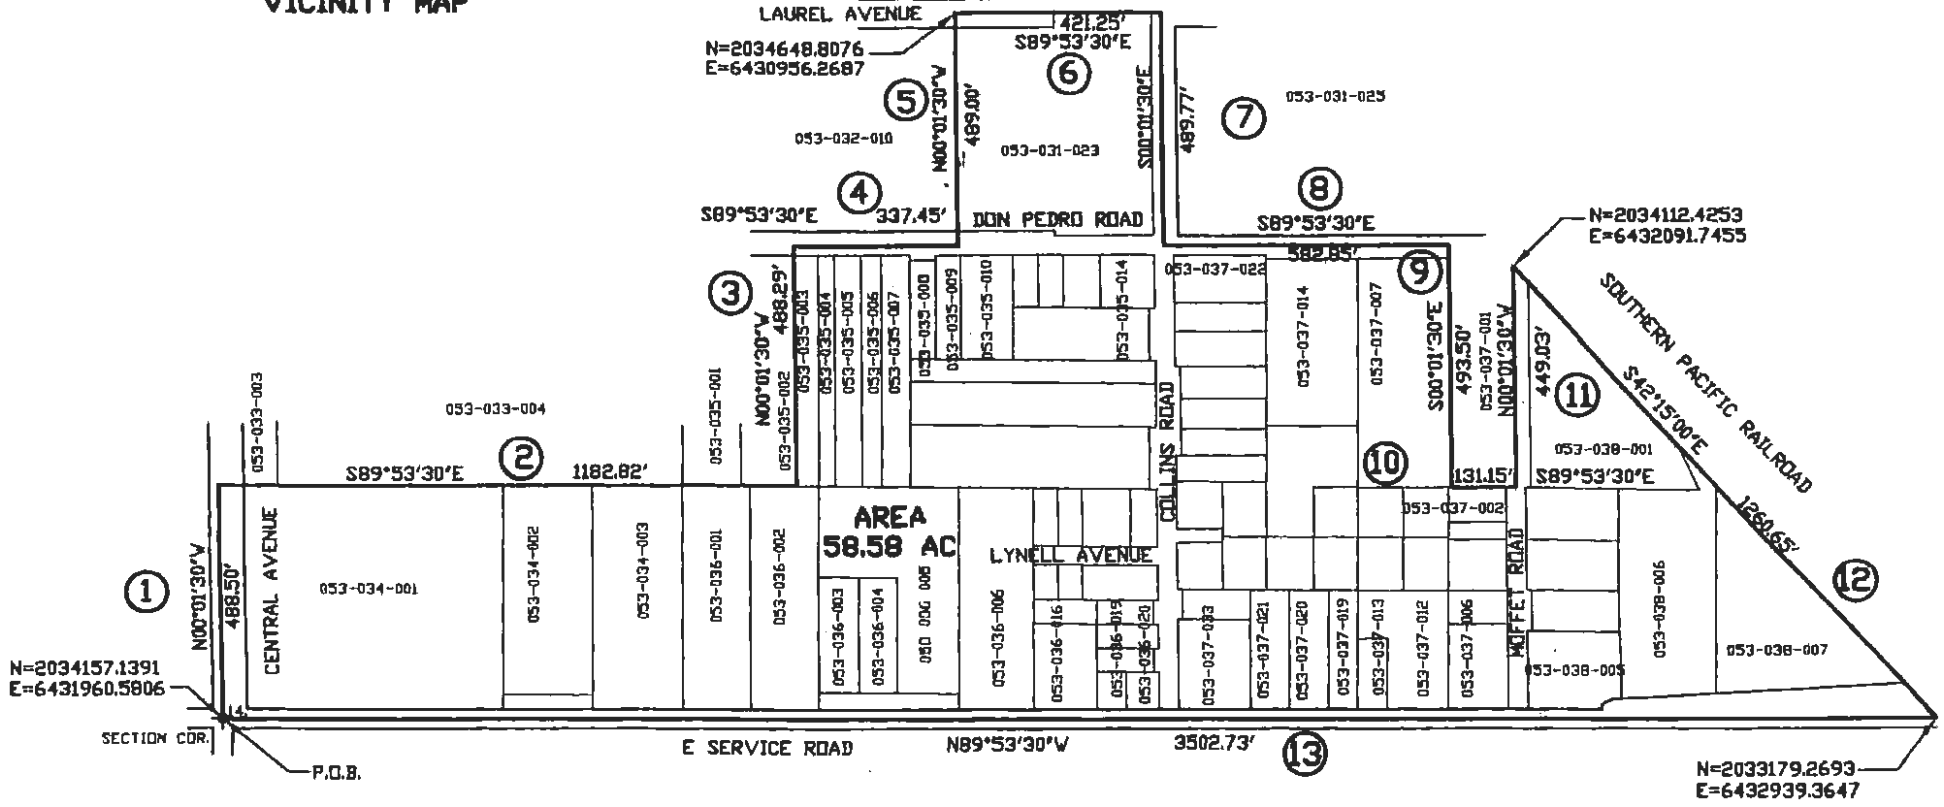 VICINITY MAP
LAUREL AVENUE
421.25'
S89°53'30"E
N=2034648.8076
E=6430956.2687
6
5
N00°01'30"W
489.00'
S00°01'30"E
489.77'
7
053-031-025
053-032-010
053-031-023
4
8
S89°53'30"E
337.45'
DON PEDRO ROAD
S89°53'30"E
582.85'
N=2034112.4253
E=6432091.7455
3
N00°01'30"W
488.29'
053-035-003
053-035-004
053-035-005
053-035-006
053-035-007
053-035-009
053-035-010
053-035-014
053-037-022
053-037-014
053-037-007
9
S00°01'30"E
493.50'
053-037-001
N00°01'30"W
449.03'
11
SOUTHERN PACIFIC RAILROAD
S42°15'00"E
1260.65'
12
053-033-003
053-033-004
053-035-001
053-035-002
COLLINS ROAD
S89°53'30"E
2
1182.82'
10
131.15'
S89°53'30"E
053-038-001
053-037-002
AREA
58.58 AC
LYNELL AVENUE
1
N00°01'30"W
488.50'
CENTRAL AVENUE
053-034-001
053-034-002
053-034-003
053-036-001
053-036-002
053-036-003
053-036-004
053-036-006
053-036-016
053-036-019
053-036-020
053-037-033
053-037-021
053-037-020
053-037-019
053-037-013
053-037-012
053-037-006
MOFFET ROAD
053-038-005
053-038-006
053-038-007
N=2034157.1391
E=6431960.5806
SECTION COR.
P.O.B.
E SERVICE ROAD
N89°53'30"W
3502.73'
13
N=2033179.2693
E=6432939.3647